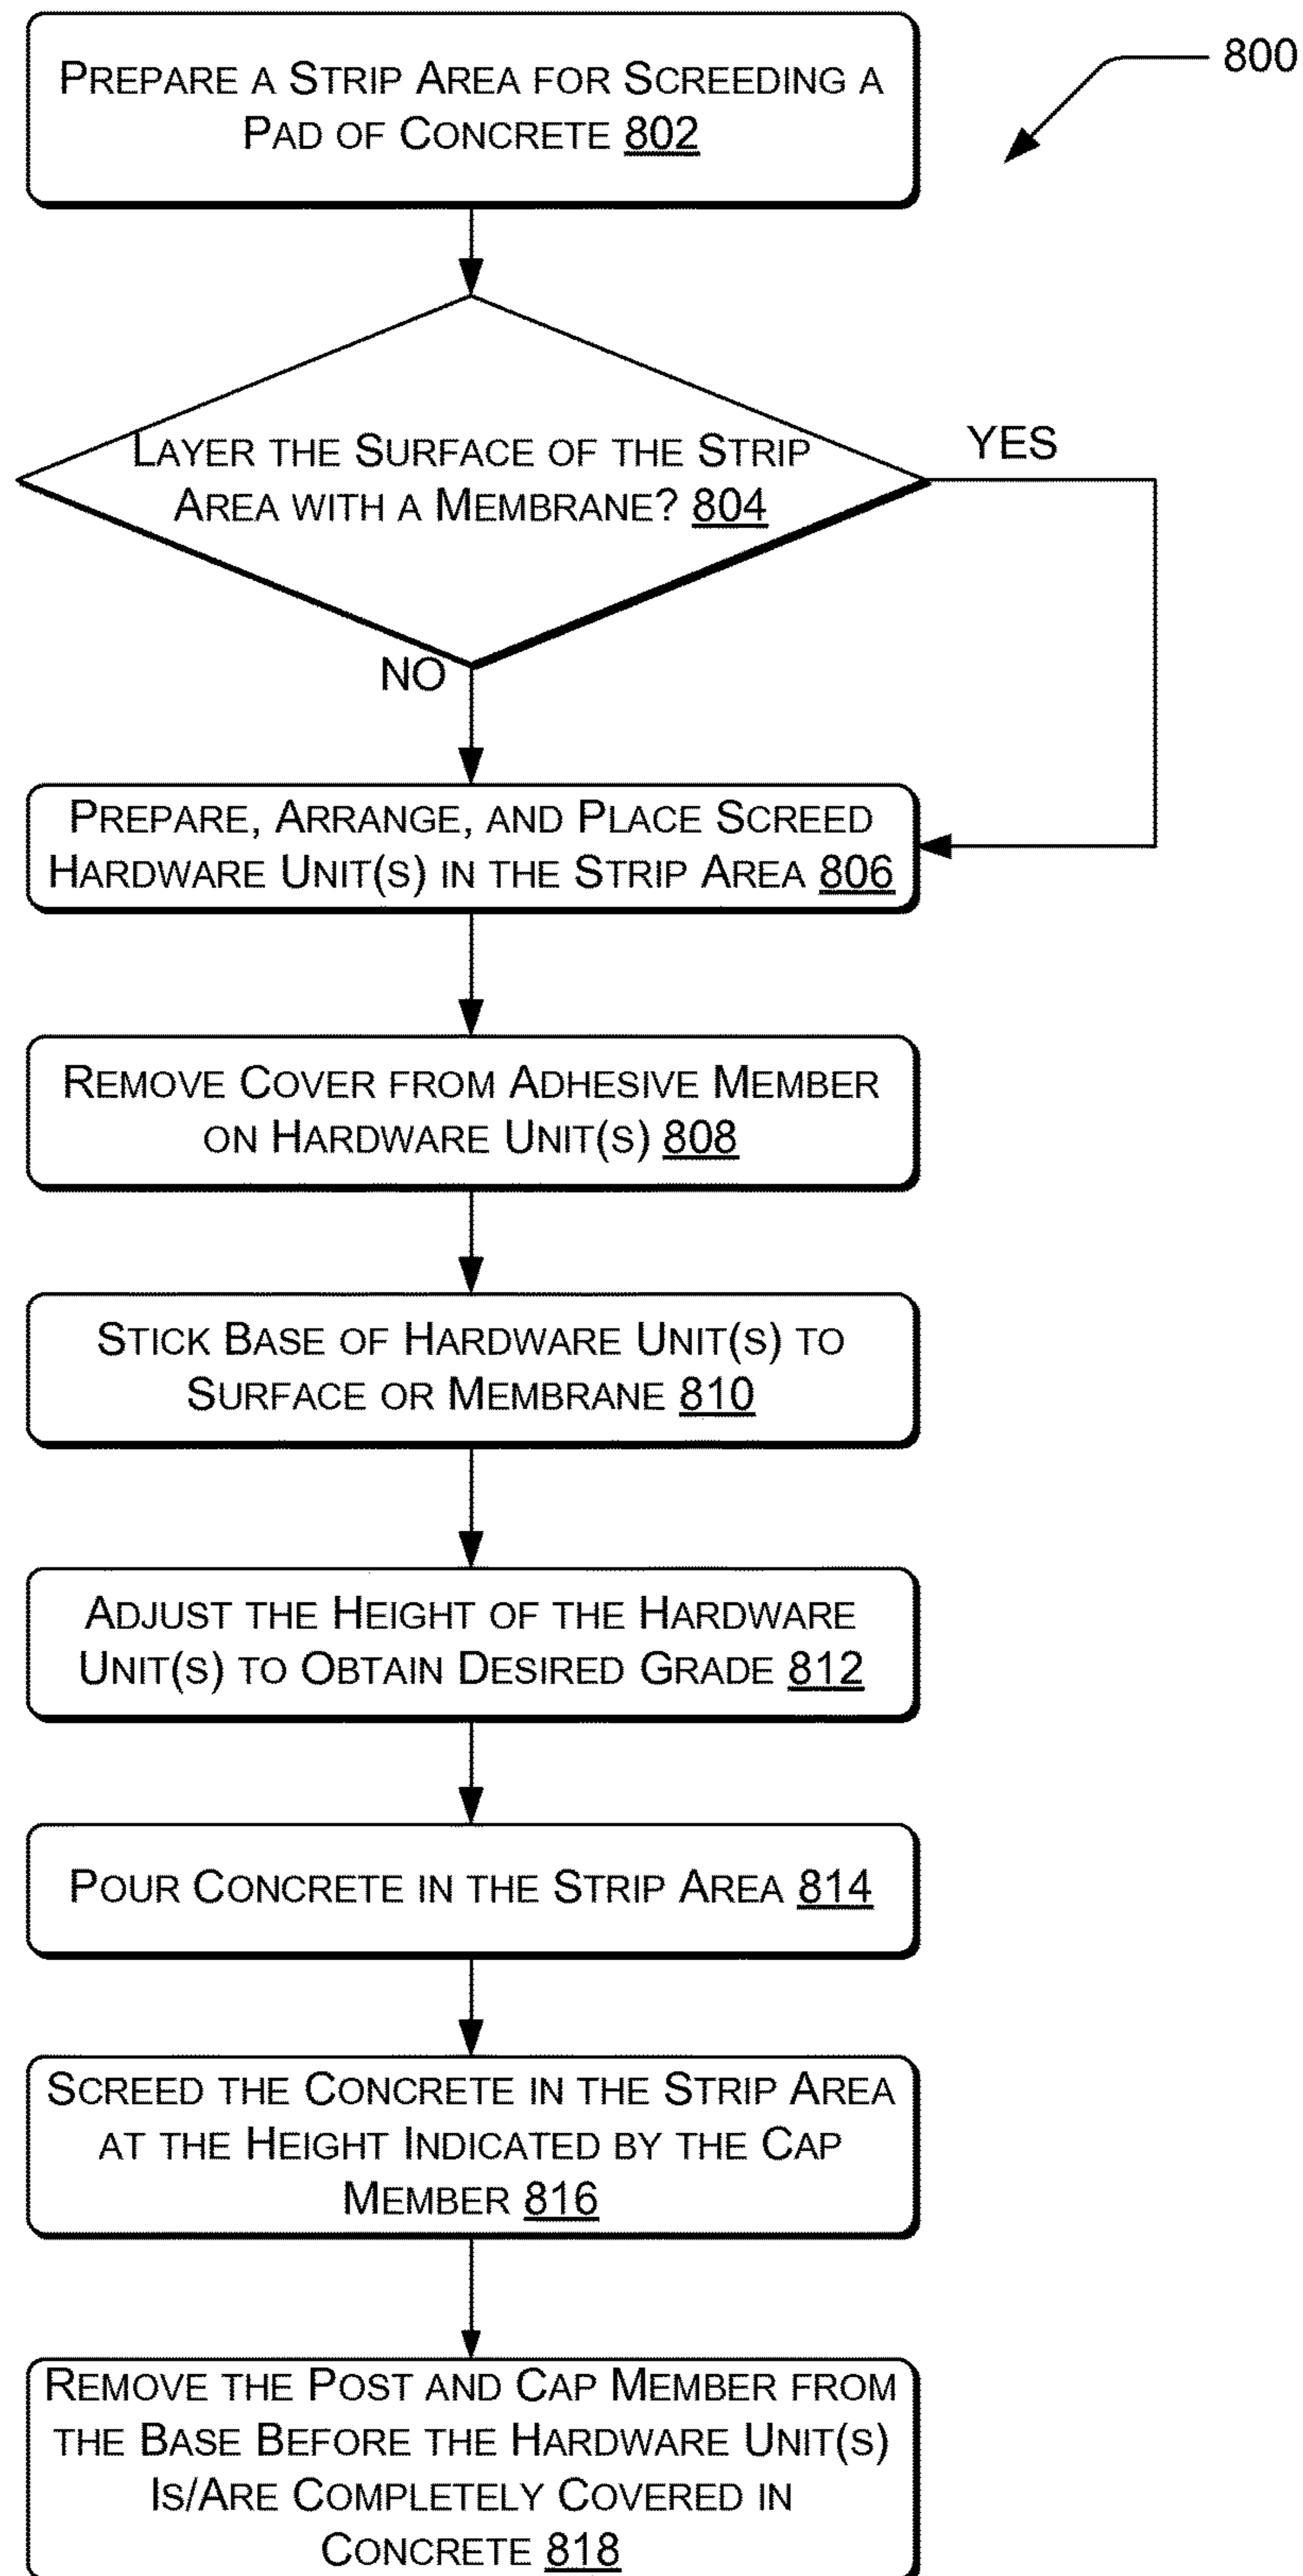 PREPARE A STRIP AREA FOR SCREEDING A
PAD OF CONCRETE 802
800
LAYER THE SURFACE OF THE STRIP
AREA WITH A MEMBRANE? 804
YES
NO
PREPARE, ARRANGE, AND PLACE SCREED
HARDWARE UNIT(S) IN THE STRIP AREA 806
REMOVE COVER FROM ADHESIVE MEMBER
ON HARDWARE UNIT(S) 808
STICK BASE OF HARDWARE UNIT(S) TO
SURFACE OR MEMBRANE 810
ADJUST THE HEIGHT OF THE HARDWARE
UNIT(S) TO OBTAIN DESIRED GRADE 812
POUR CONCRETE IN THE STRIP AREA 814
SCREED THE CONCRETE IN THE STRIP AREA
AT THE HEIGHT INDICATED BY THE CAP
MEMBER 816
REMOVE THE POST AND CAP MEMBER FROM
THE BASE BEFORE THE HARDWARE UNIT(S)
IS/ARE COMPLETELY COVERED IN
CONCRETE 818